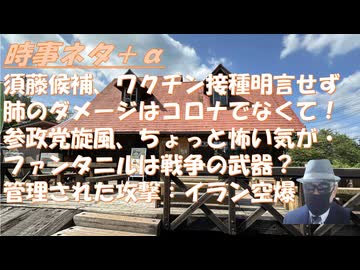 時事ネタ＋α
須藤候補、ワクチン接種明言せず
肺のダメージはコロナでなくて！
参政党旋風、ちょっと怖い気が・
ファンタニルは戦争の武器？
管理された攻撃：イラン空爆